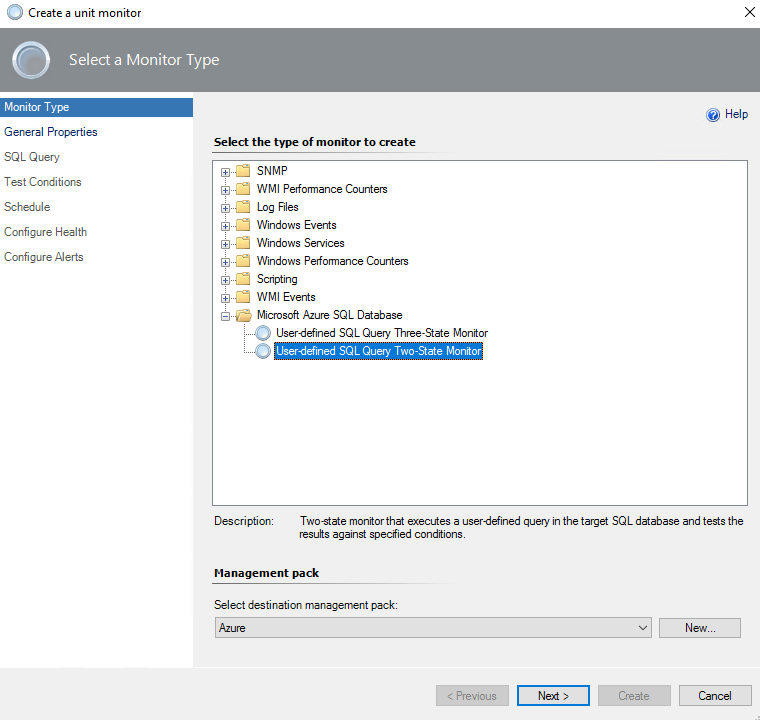 Create a unit monitor
Select a Monitor Type
Monitor Type
General Properties
SQL Query
Test Conditions
Schedule
Configure Health
Configure Alerts
Help
Select the type of monitor to create
SNMP
WMI Performance Counters
Log Files
Windows Events
Windows Services
Windows Performance Counters
Scripting
WMI Events
Microsoft Azure SQL Database
User-defined SQL Query Three-State Monitor
User-defined SQL Query Two-State Monitor
Description: Two-state monitor that executes a user-defined query in the target SQL database and tests the
results against specified conditions.
Management pack
Select destination management pack:
Azure New...
< Previous Next > Create Cancel